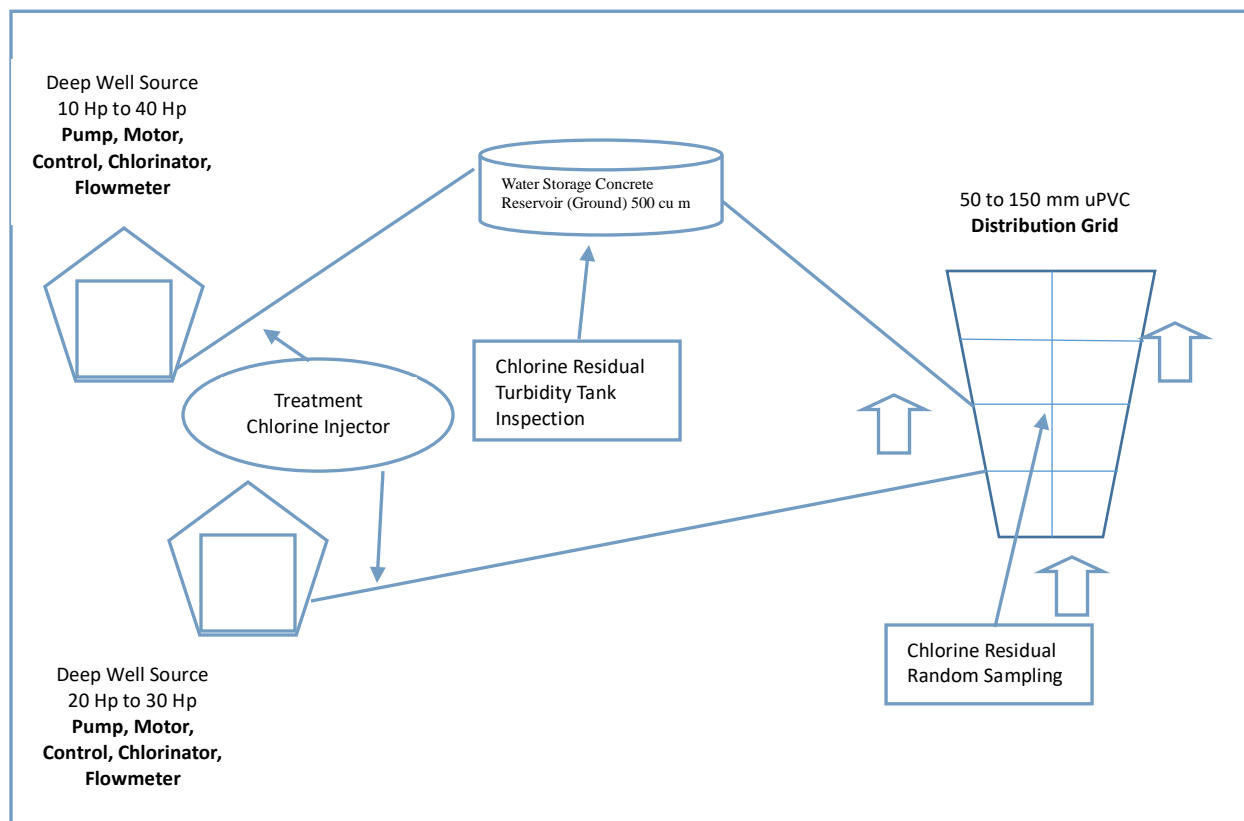 Deep Well Source
10 Hp to 40 Hp
Pump, Motor,
Control, Chlorinator,
Flowmeter
Water Storage Concrete
Reservoir (Ground) 500 cu m
50 to 150 mm uPVC
Distribution Grid
Treatment
Chlorine Injector
Chlorine Residual
Turbidity Tank
Inspection
Deep Well Source
20 Hp to 30 Hp
Pump, Motor,
Control, Chlorinator,
Flowmeter
Chlorine Residual
Random Sampling